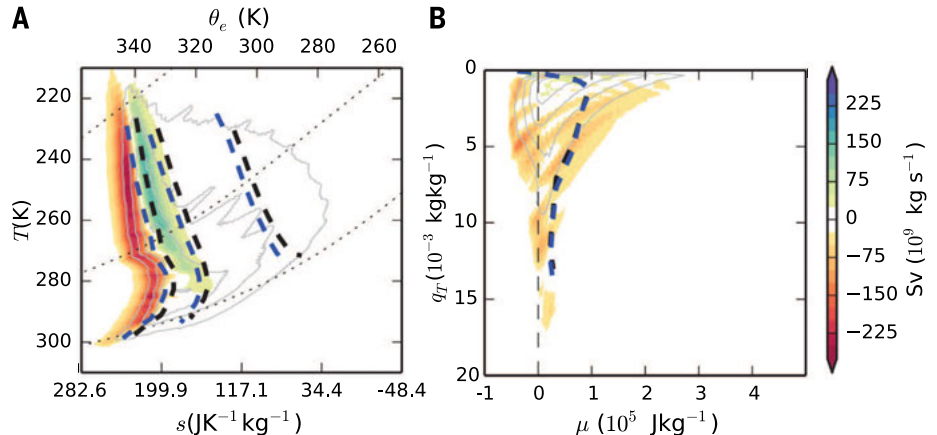 A
θe (K)
340 320 300 280 260
220
240
260
280
300
T(K)
282.6 199.9 117.1 34.4 -48.4
s(JK⁻¹kg⁻¹)
B
0
5
10
15
20
qT(10⁻³ kgkg⁻¹)
-1 0 1 2 3 4
μ (10⁵ Jkg⁻¹)
225
150
75
0
−75
−150
−225
Sv (10⁹ kg s⁻¹)